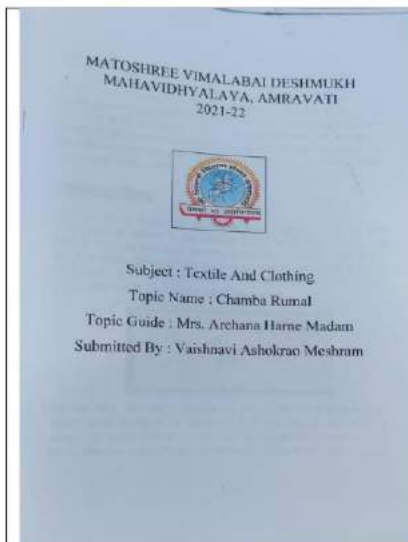 MATOSHREE VIMALABAI DESHMUKH
MAHAVIDHYALAYA, AMRAVATI
2021-22
Subject : Textile And Clothing
Topic Name : Chamba Rumal
Topic Guide : Mrs. Archana Harne Madam
Submitted By : Vaishnavi Ashokrao Meshram